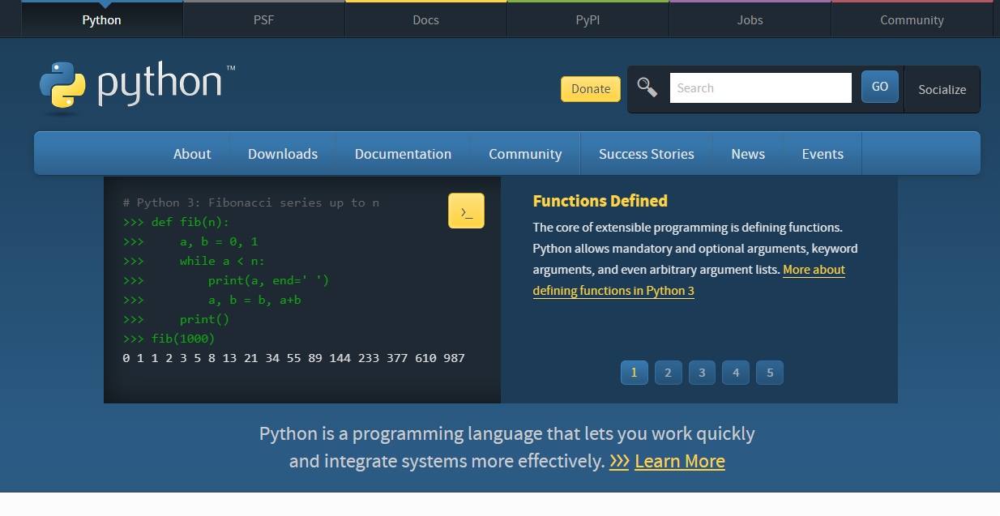 Python PSF Docs PyPI Jobs Community
python™
Donate Search GO Socialize
About Downloads Documentation Community Success Stories News Events
# Python 3: Fibonacci series up to n
>>> def fib(n):
>>>     a, b = 0, 1
>>>     while a < n:
>>>         print(a, end=' ')
>>>         a, b = b, a+b
>>>     print()
>>> fib(1000)
0 1 1 2 3 5 8 13 21 34 55 89 144 233 377 610 987
>_
Functions Defined
The core of extensible programming is defining functions.
Python allows mandatory and optional arguments, keyword
arguments, and even arbitrary argument lists. More about
defining functions in Python 3
1 2 3 4 5
Python is a programming language that lets you work quickly
and integrate systems more effectively. >>> Learn More